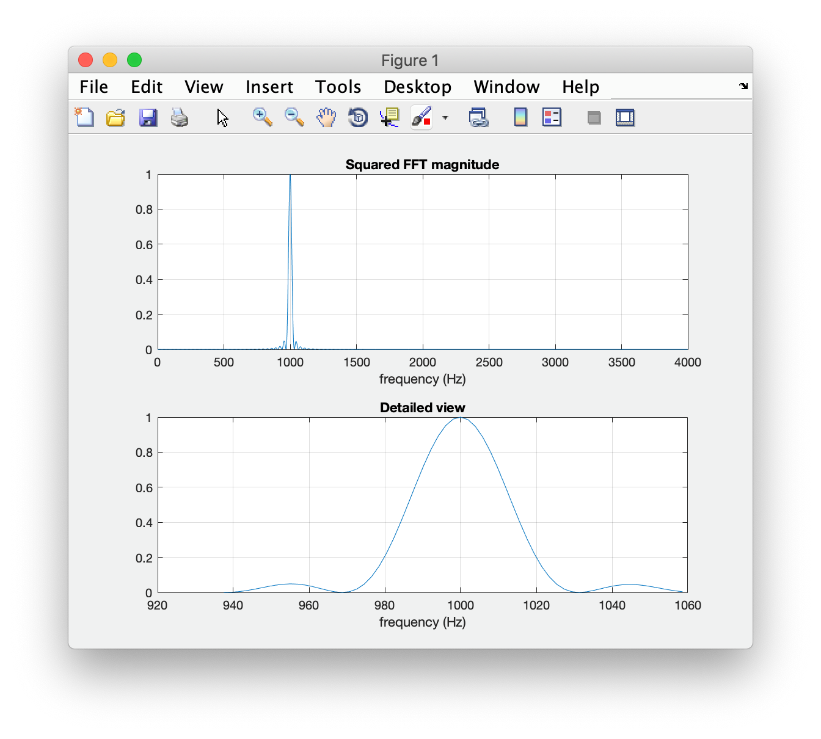 Figure 1
File Edit View Insert Tools Desktop Window Help
Squared FFT magnitude
1
0.8
0.6
0.4
0.2
0
0 500 1000 1500 2000 2500 3000 3500 4000
frequency (Hz)
Detailed view
1
0.8
0.6
0.4
0.2
0
920 940 960 980 1000 1020 1040 1060
frequency (Hz)